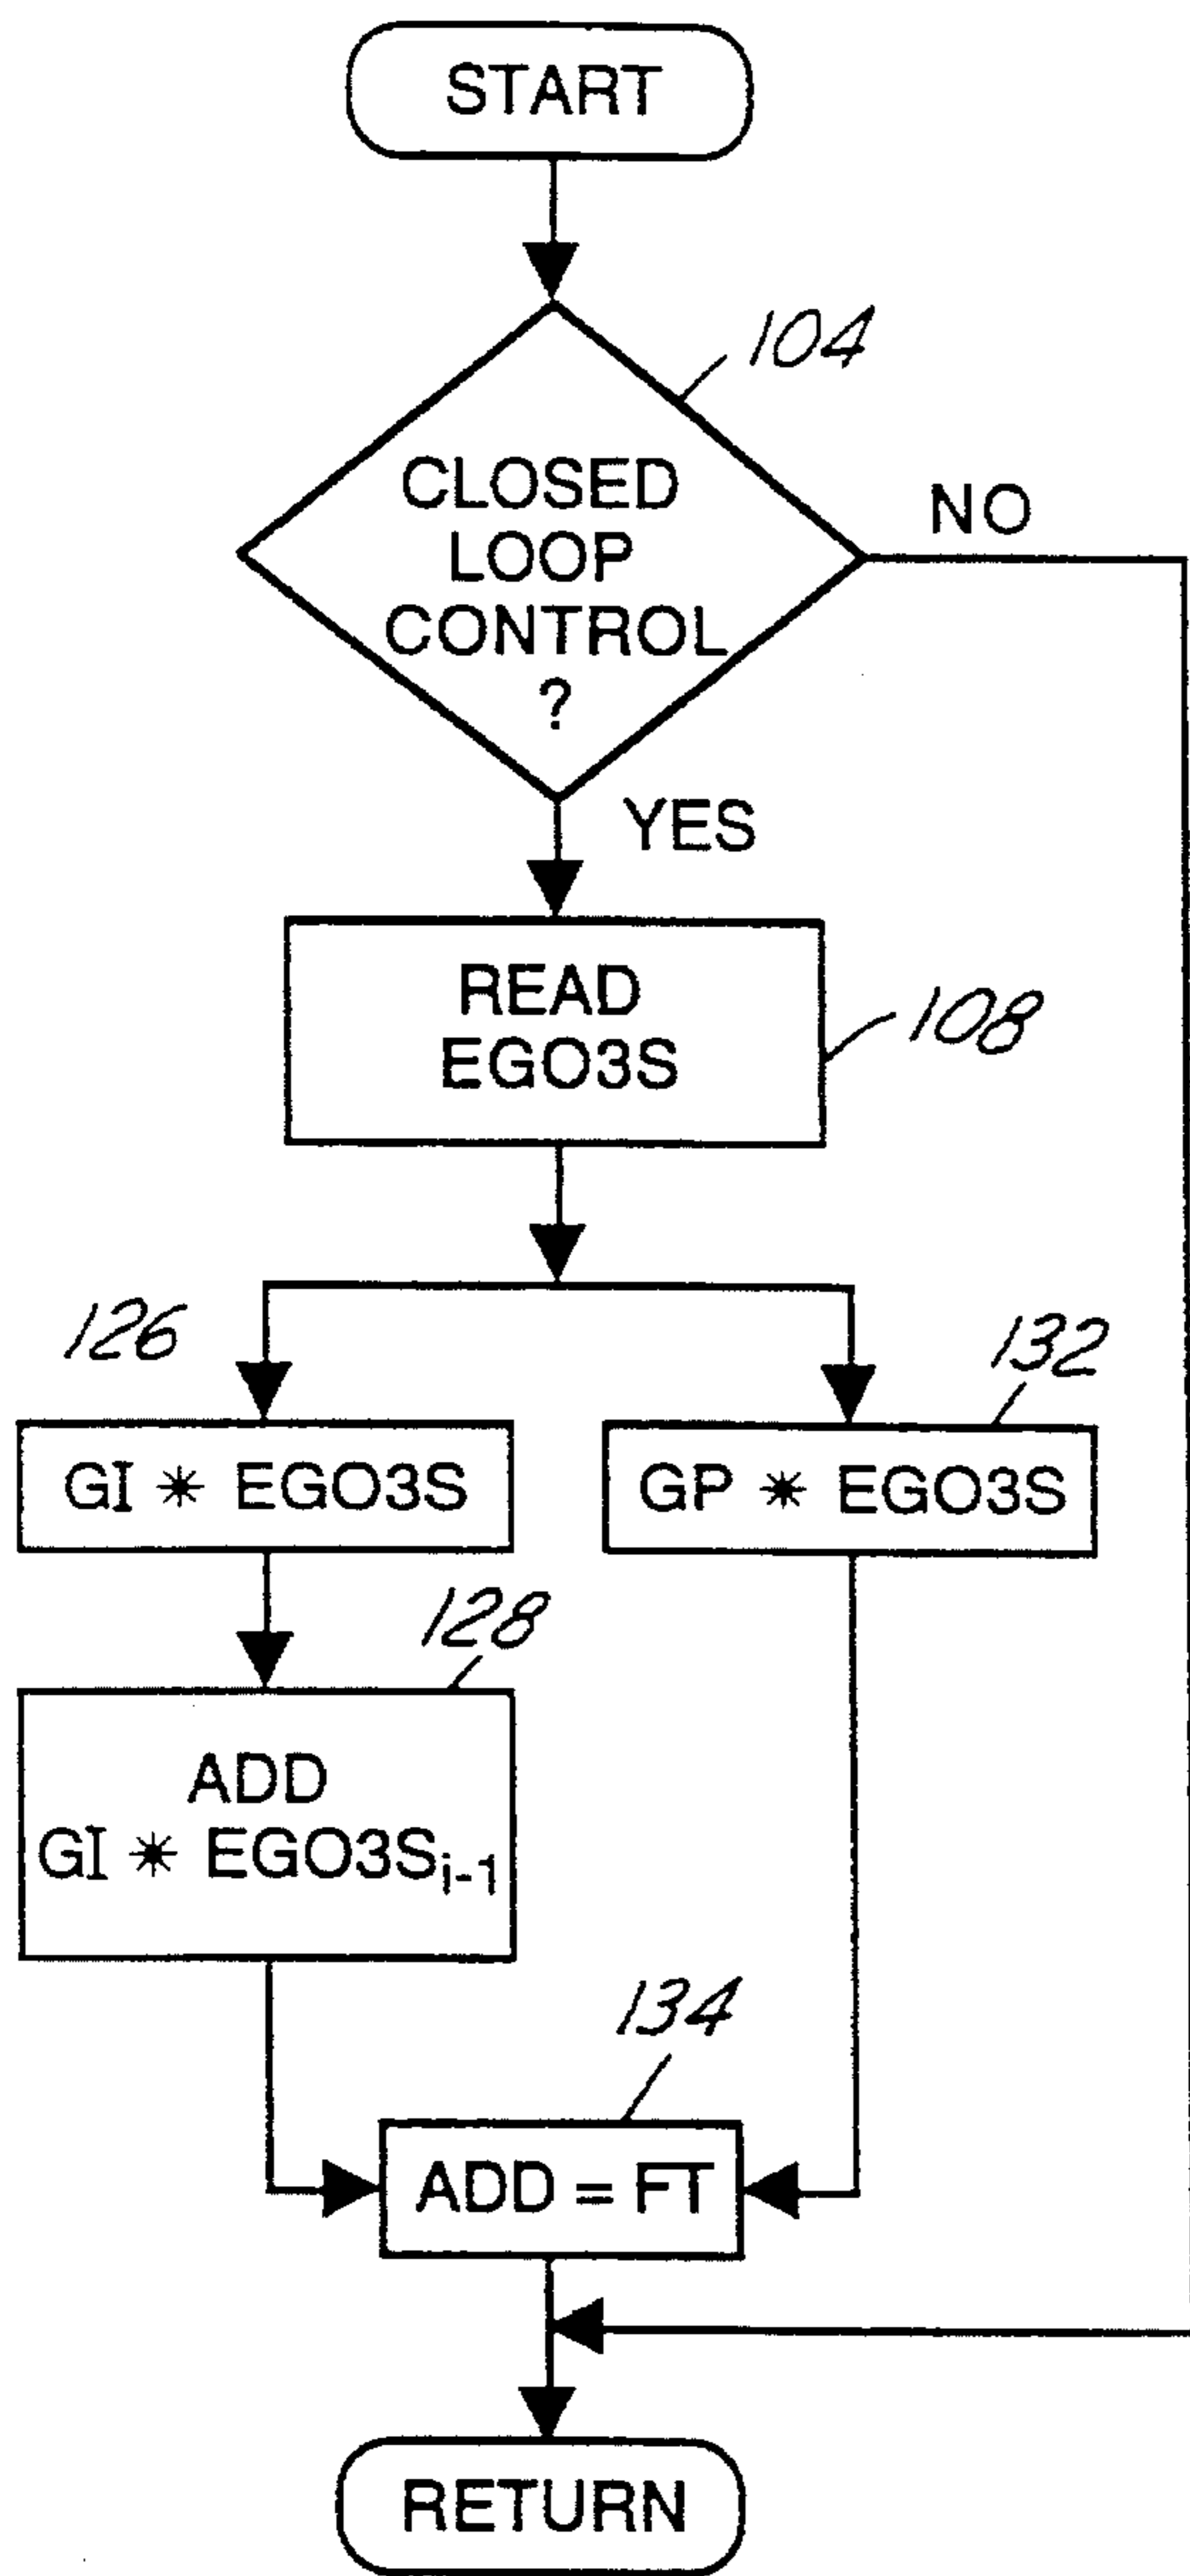 START
104
CLOSED
LOOP
CONTROL
?
NO
YES
READ
EGO3S
108
126
132
GI ✳ EGO3S
GP ✳ EGO3S
128
ADD
GI ✳ EGO3Si-1
134
ADD = FT
RETURN